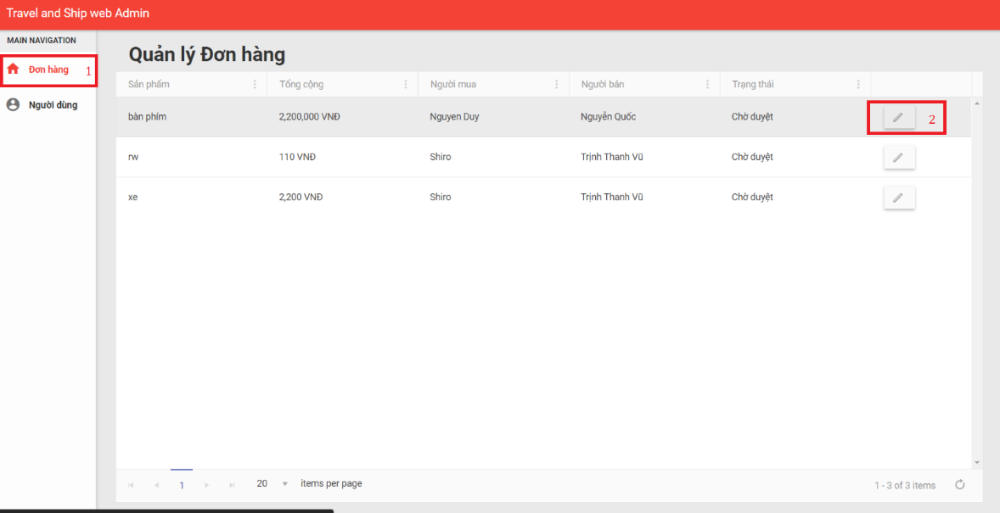 Travel and Ship web Admin
MAIN NAVIGATION
Đơn hàng 1
Người dùng
Quản lý Đơn hàng
Sản phẩm Tổng cộng Người mua Người bán Trạng thái
bàn phím 2,200,000 VNĐ Nguyen Duy Nguyễn Quốc Chờ duyệt 2
rw 110 VNĐ Shiro Trịnh Thanh Vũ Chờ duyệt
xe 2,200 VNĐ Shiro Trịnh Thanh Vũ Chờ duyệt
1 20 items per page 1 - 3 of 3 items